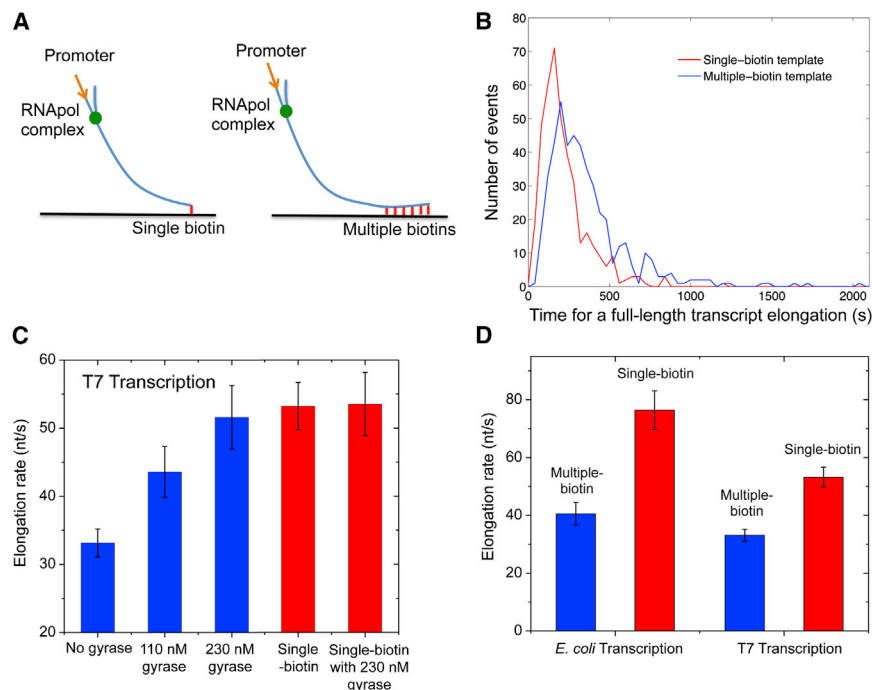 A
Promoter
RNApol
complex
Single biotin
Promoter
RNApol
complex
Multiple biotins
B
Number of events
80
70
60
50
40
30
20
10
0
Single−biotin template
Multiple−biotin template
0 500 1000 1500 2000
Time for a full-length transcript elongation (s)
C
T7 Transcription
Elongation rate (nt/s)
60
50
40
30
20
No gyrase
110 nM
gyrase
230 nM
gyrase
Single
-biotin
Single-biotin
with 230 nM
gyrase
D
Elongation rate (nt/s)
80
60
40
20
0
Multiple-
biotin
Single-biotin
Multiple-
biotin
Single-biotin
E. coli Transcription
T7 Transcription